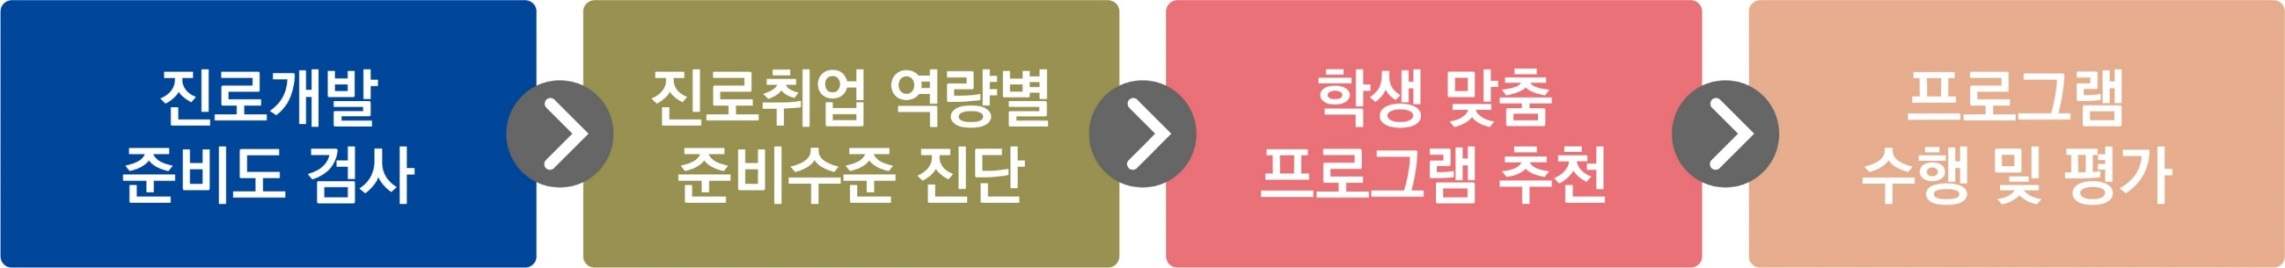 진로개발
준비도 검사
진로취업 역량별
준비수준 진단
학생 맞춤
프로그램 추천
프로그램
수행 및 평가